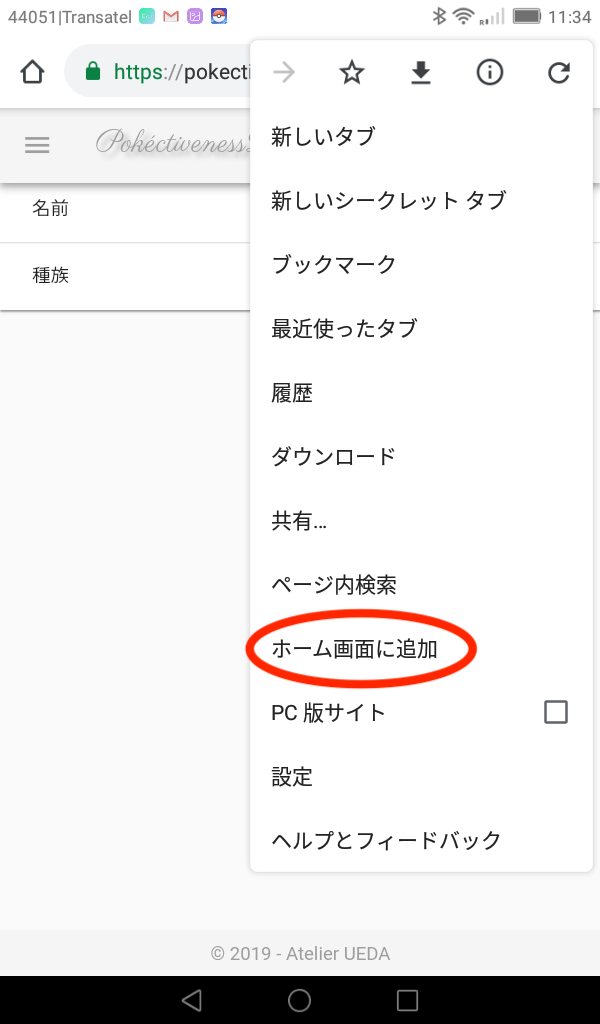 44051|Transatel 11:34
https://pokecti
Pokéctiveness
名前
種族
新しいタブ
新しいシークレット タブ
ブックマーク
最近使ったタブ
履歴
ダウンロード
共有...
ページ内検索
ホーム画面に追加
PC 版サイト
設定
ヘルプとフィードバック
© 2019 - Atelier UEDA